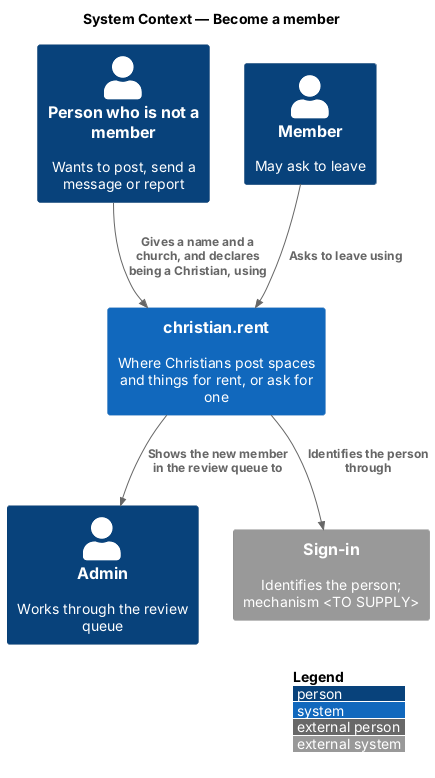 System Context — Become a member
Person who is not a
member
Wants to post, send a
message or report
Member
May ask to leave
Gives a name and a
church, and declares
being a Christian, using
Asks to leave using
christian.rent
Where Christians post spaces
and things for rent, or ask for
one
Shows the new member
in the review queue to
Identifies the person
through
Admin
Works through the review
queue
Sign-in
Identifies the person;
mechanism <TO SUPPLY>
Legend
person
system
external person
external system